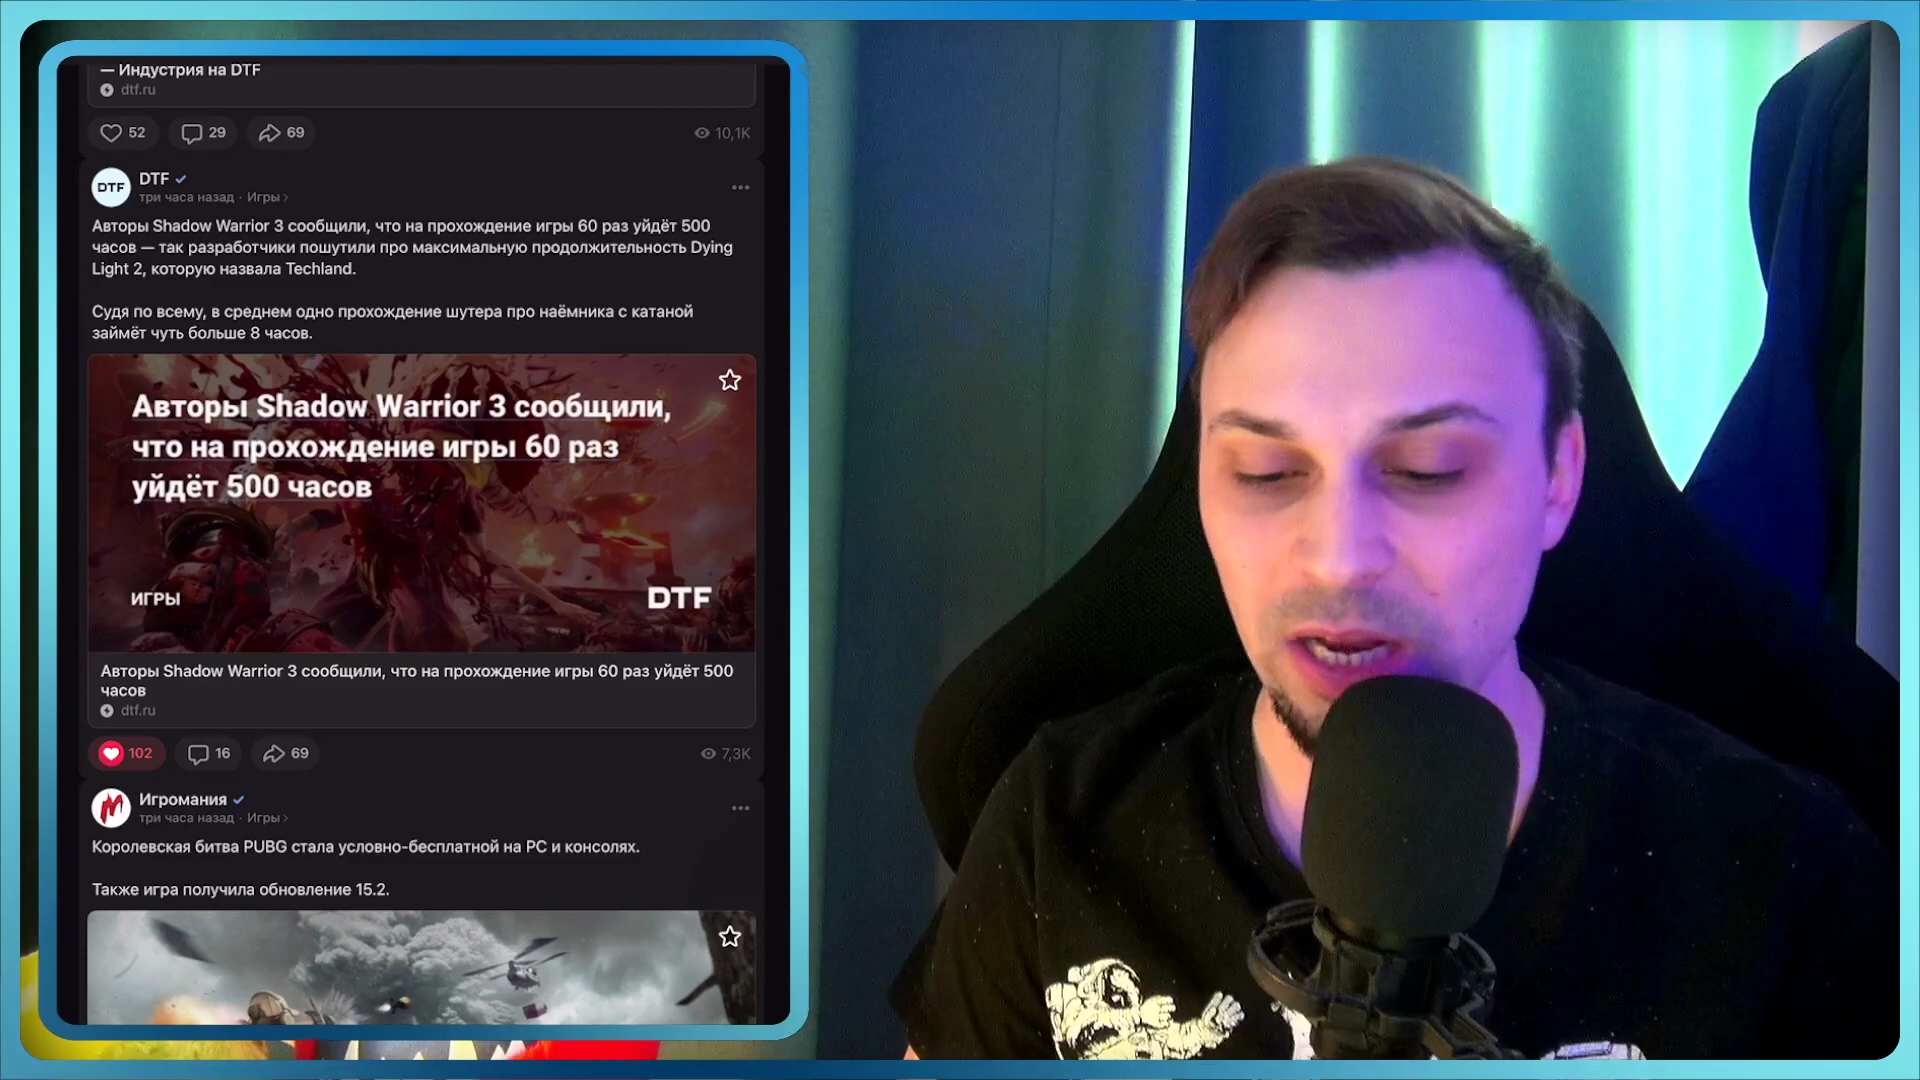 — Индустрия на DTF
dtf.ru
52 29 69 10,1K
DTF
DTF
три часа назад · Игры
Авторы Shadow Warrior 3 сообщили, что на прохождение игры 60 раз уйдёт 500
часов — так разработчики пошутили про максимальную продолжительность Dying
Light 2, которую назвала Techland.
Судя по всему, в среднем одно прохождение шутера про наёмника с катаной
займёт чуть больше 8 часов.
Авторы Shadow Warrior 3 сообщили,
что на прохождение игры 60 раз
уйдёт 500 часов
ИГРЫ DTF
Авторы Shadow Warrior 3 сообщили, что на прохождение игры 60 раз уйдёт 500
часов
dtf.ru
102 16 69 7,3K
Игромания
три часа назад · Игры
Королевская битва PUBG стала условно-бесплатной на PC и консолях.
Также игра получила обновление 15.2.